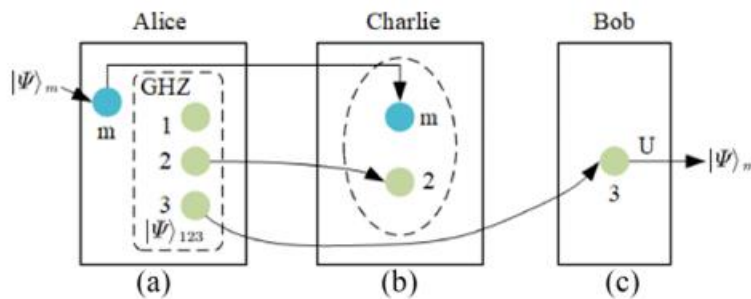 Alice Charlie Bob
|Ψ⟩m GHZ
m 1 m
2 2 U |Ψ⟩m
3 3
|Ψ⟩123
(a) (b) (c)